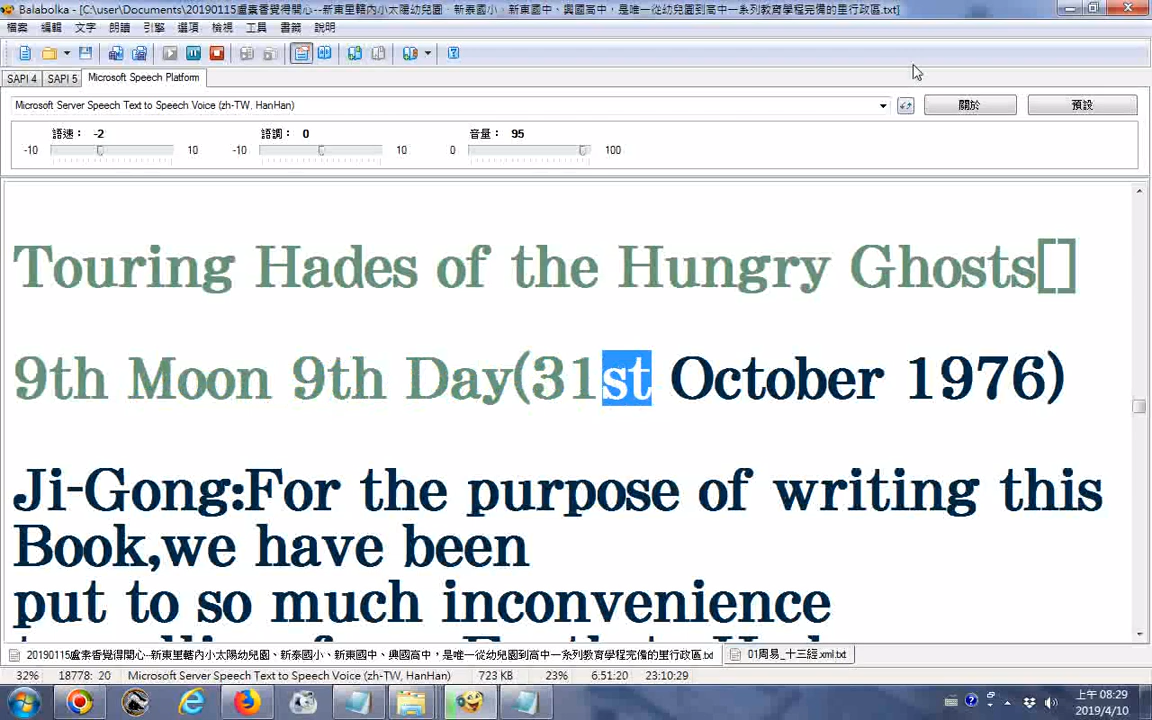 Balabolka - [C:\user\Documents\20190115盧素香覺得開心--新東里轄內小太陽幼兒園、新泰國小、新東國中、興國高中，是唯一從幼兒園到高中一系列教育學程完備的里行政區.txt]
檔案 編輯 文字 朗讀 引擎 選項 檢視 工具 書籤 說明
SAPI 4 SAPI 5 Microsoft Speech Platform
Microsoft Server Speech Text to Speech Voice (zh-TW, HanHan) 關於 預設
語速： -2 語調： 0 音量： 95
-10 10 -10 10 0 100
Touring Hades of the Hungry Ghosts[]
9th Moon 9th Day(31st October 1976)
Ji-Gong:For the purpose of writing this
Book,we have been
put to so much inconvenience
20190115盧素香覺得開心--新東里轄內小太陽幼兒園、新泰國小、新東國中、興國高中，是唯一從幼兒園到高中一系列教育學程完備的里行政區.txt 01周易_十三經.xml.txt
32% 18778: 20 Microsoft Server Speech Text to Speech Voice (zh-TW, HanHan) 723 KB 23% 6:51:20 23:10:29
上午 08:29
2019/4/10